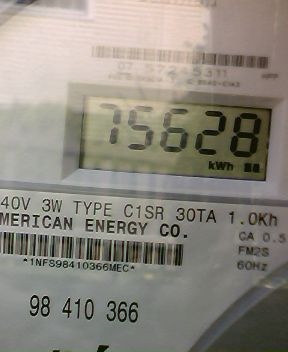 75628
kWh
40V 3W TYPE C1SR 30TA 1.0Kh
MERICAN ENERGY CO.
CA 0.5
FM2S
60Hz
*1NFS98410366MEC*
98 410 366